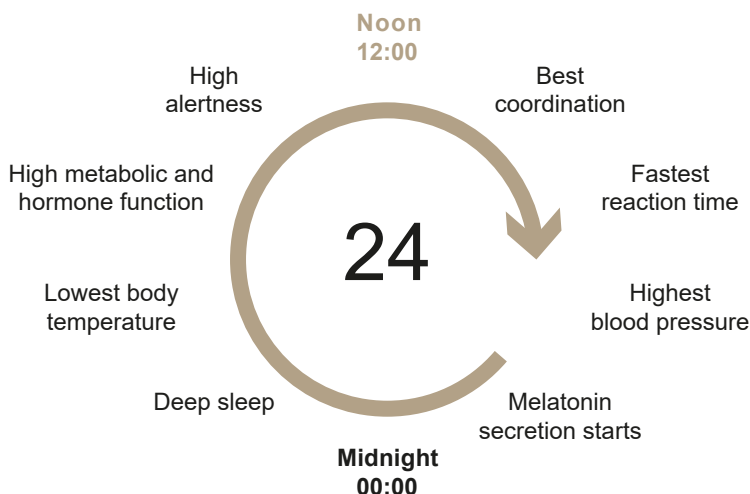 Noon
12:00
High
alertness
Best
coordination
High metabolic and
hormone function
Fastest
reaction time
24
Lowest body
temperature
Highest
blood pressure
Deep sleep
Melatonin
secretion starts
Midnight
00:00